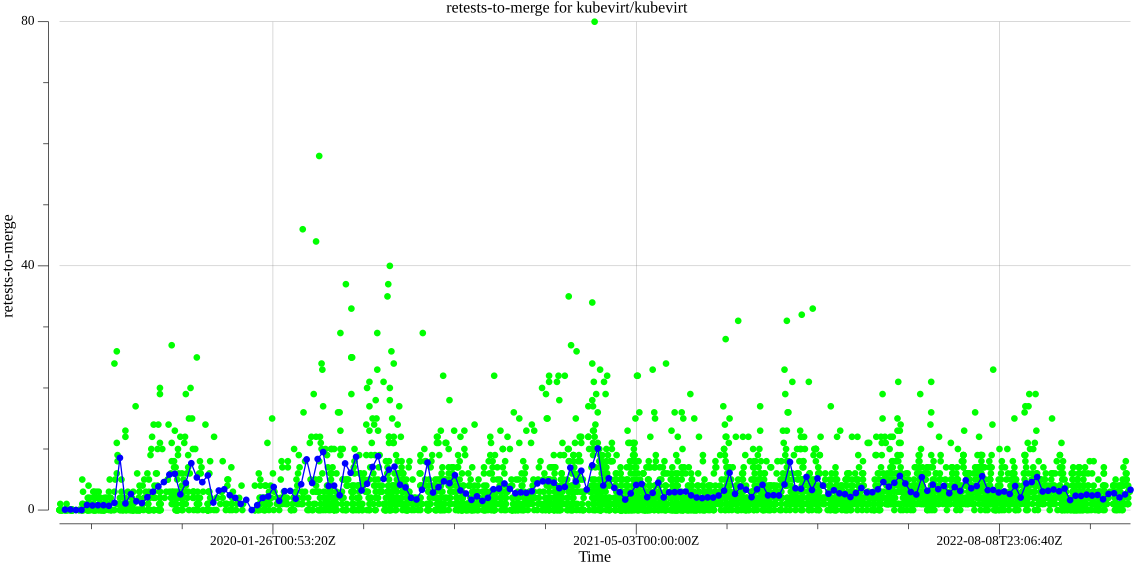 retests-to-merge for kubevirt/kubevirt
80
40
0
retests-to-merge
2020-01-26T00:53:20Z
2021-05-03T00:00:00Z
2022-08-08T23:06:40Z
Time